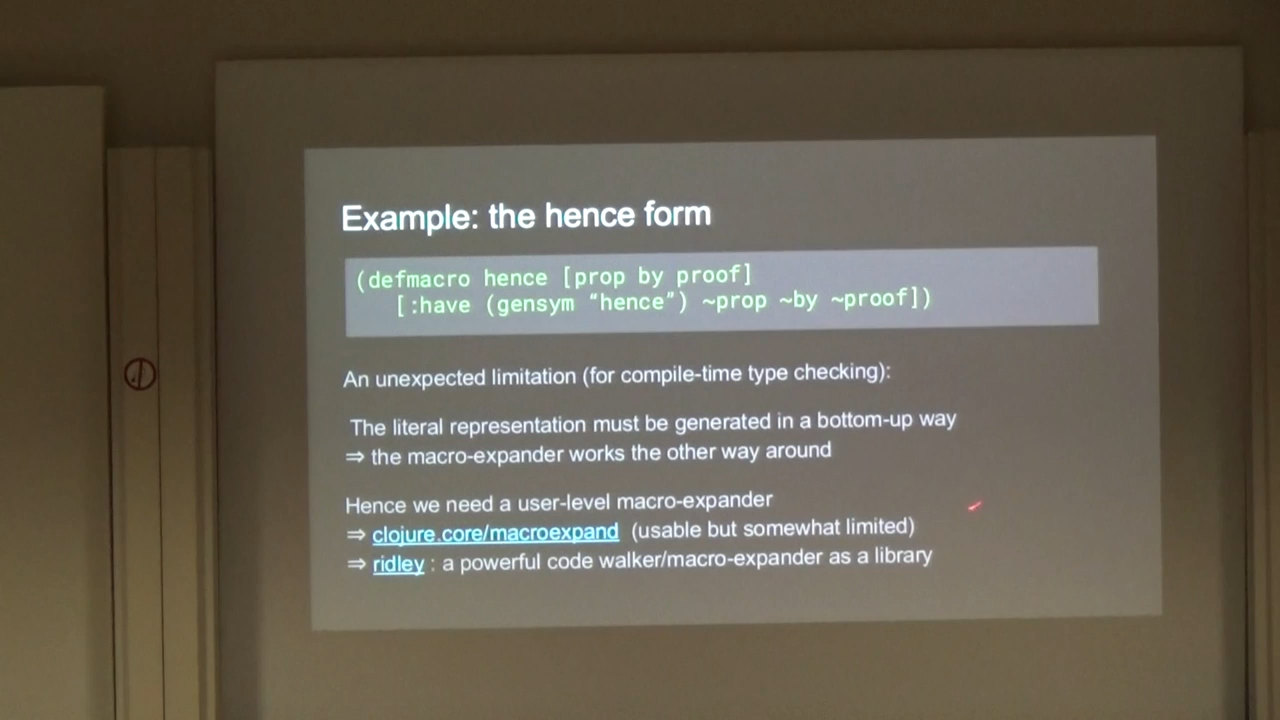 Example: the hence form
(defmacro hence [prop by proof]
[:have (gensym “hence”) ~prop ~by ~proof])
An unexpected limitation (for compile-time type checking):
The literal representation must be generated in a bottom-up way
⇒ the macro-expander works the other way around
Hence we need a user-level macro-expander
⇒ clojure.core/macroexpand (usable but somewhat limited)
⇒ ridley : a powerful code walker/macro-expander as a library